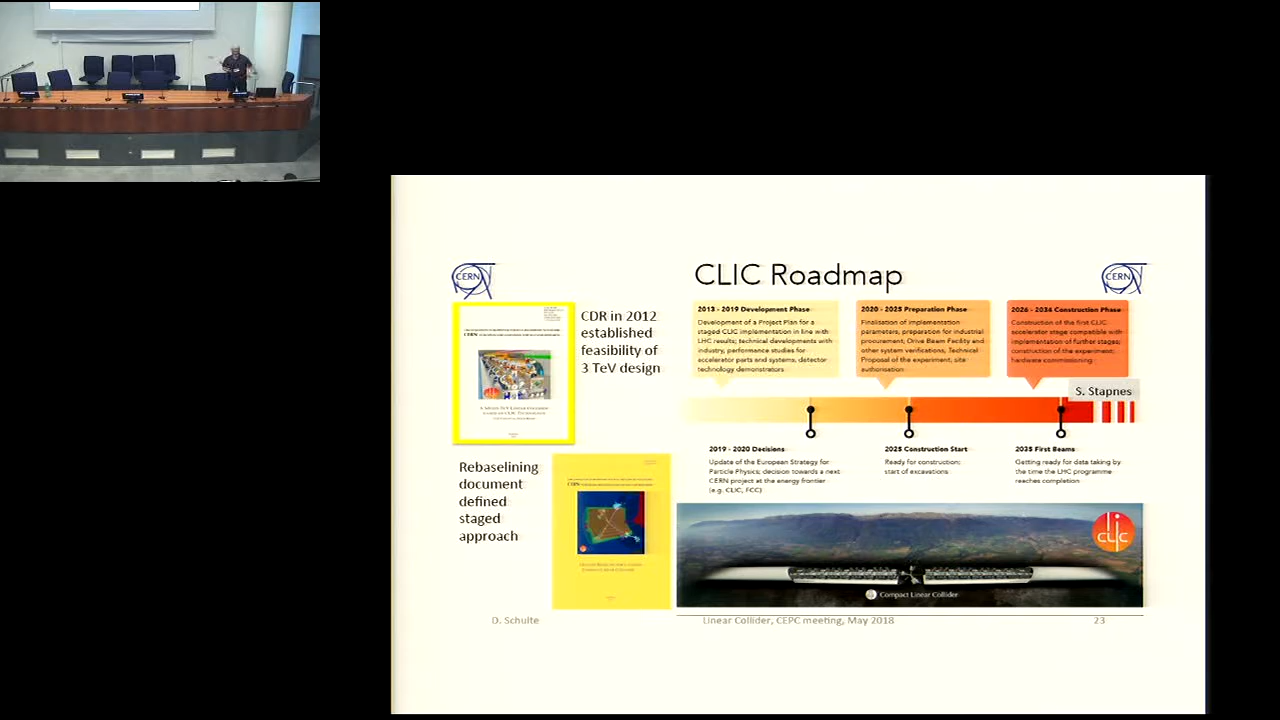 CERN
CLIC Roadmap
CERN
CDR in 2012
established
feasibility of
3 TeV design
Rebaselining
document
defined
staged
approach
2013 - 2019 Development Phase
Development of a Project Plan for a
staged CLIC implementation in line with
LHC results; technical developments with
industry, performance studies for
accelerator parts and systems, detector
technology demonstrators
2020 - 2025 Preparation Phase
Finalisation of implementation
parameters, preparation for industrial
procurement, Drive Beam Facility and
other system verifications, Technical
Proposal of the experiment, site
authorisation
2026 - 2034 Construction Phase
Construction of the first CLIC
accelerator stage compatible with
implementation of further stages;
construction of the experiment;
hardware commissioning
S. Stapnes
2019 - 2020 Decisions
Update of the European Strategy for
Particle Physics; decision towards a next
CERN project at the energy frontier
(e.g. CLIC, FCC)
2025 Construction Start
Ready for construction;
start of excavations
2035 First Beams
Getting ready for data taking by
the time the LHC programme
reaches completion
clic
Compact Linear Collider
D. Schulte
Linear Collider, CEPC meeting, May 2018
23